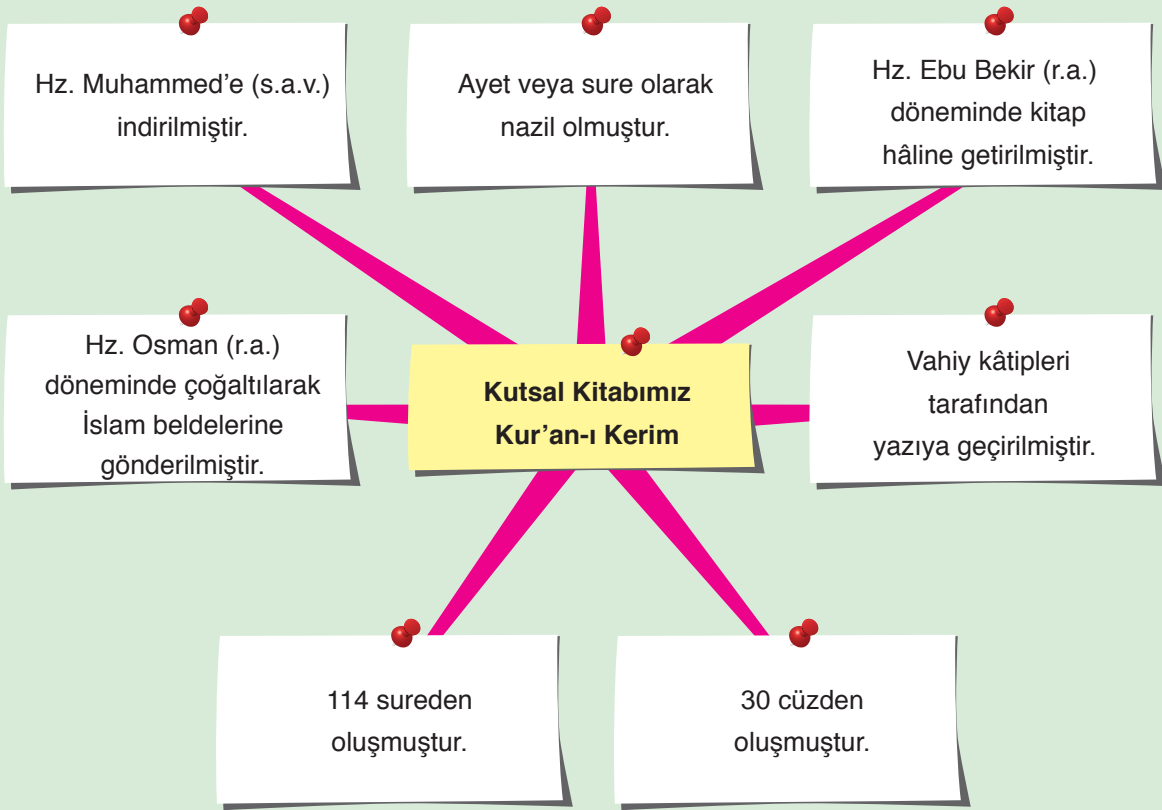 Hz. Muhammed’e (s.a.v.)
indirilmiştir.
Ayet veya sure olarak
nazil olmuştur.
Hz. Ebu Bekir (r.a.)
döneminde kitap
hâline getirilmiştir.
Hz. Osman (r.a.)
döneminde çoğaltılarak
İslam beldelerine
gönderilmiştir.
Kutsal Kitabımız
Kur’an-ı Kerim
Vahiy kâtipleri
tarafından
yazıya geçirilmiştir.
114 sureden
oluşmuştur.
30 cüzden
oluşmuştur.